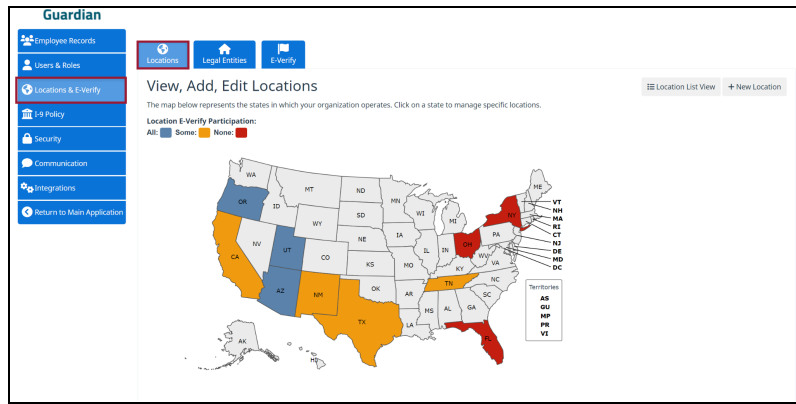 Guardian
Employee Records
Users & Roles
Locations & E-Verify
I-9 Policy
Security
Communication
Integrations
Return to Main Application
Locations
Legal Entities
E-Verify
View, Add, Edit Locations
Location List View
+ New Location
The map below represents the states in which your organization operates. Click on a state to manage specific locations.
Location E-Verify Participation:
All: Some: None:
WA
MT
ND
MN
ME
OR
ID
SD
WI
MI
NY
VT
NH
MA
RI
CT
NJ
DE
MD
DC
WY
NE
IA
PA
NV
UT
CO
IL
IN
OH
WV
VA
CA
KS
MO
KY
AZ
NM
OK
AR
TN
NC
SC
TX
LA
MS
AL
GA
FL
AK
HI
Territories
AS
GU
MP
PR
VI